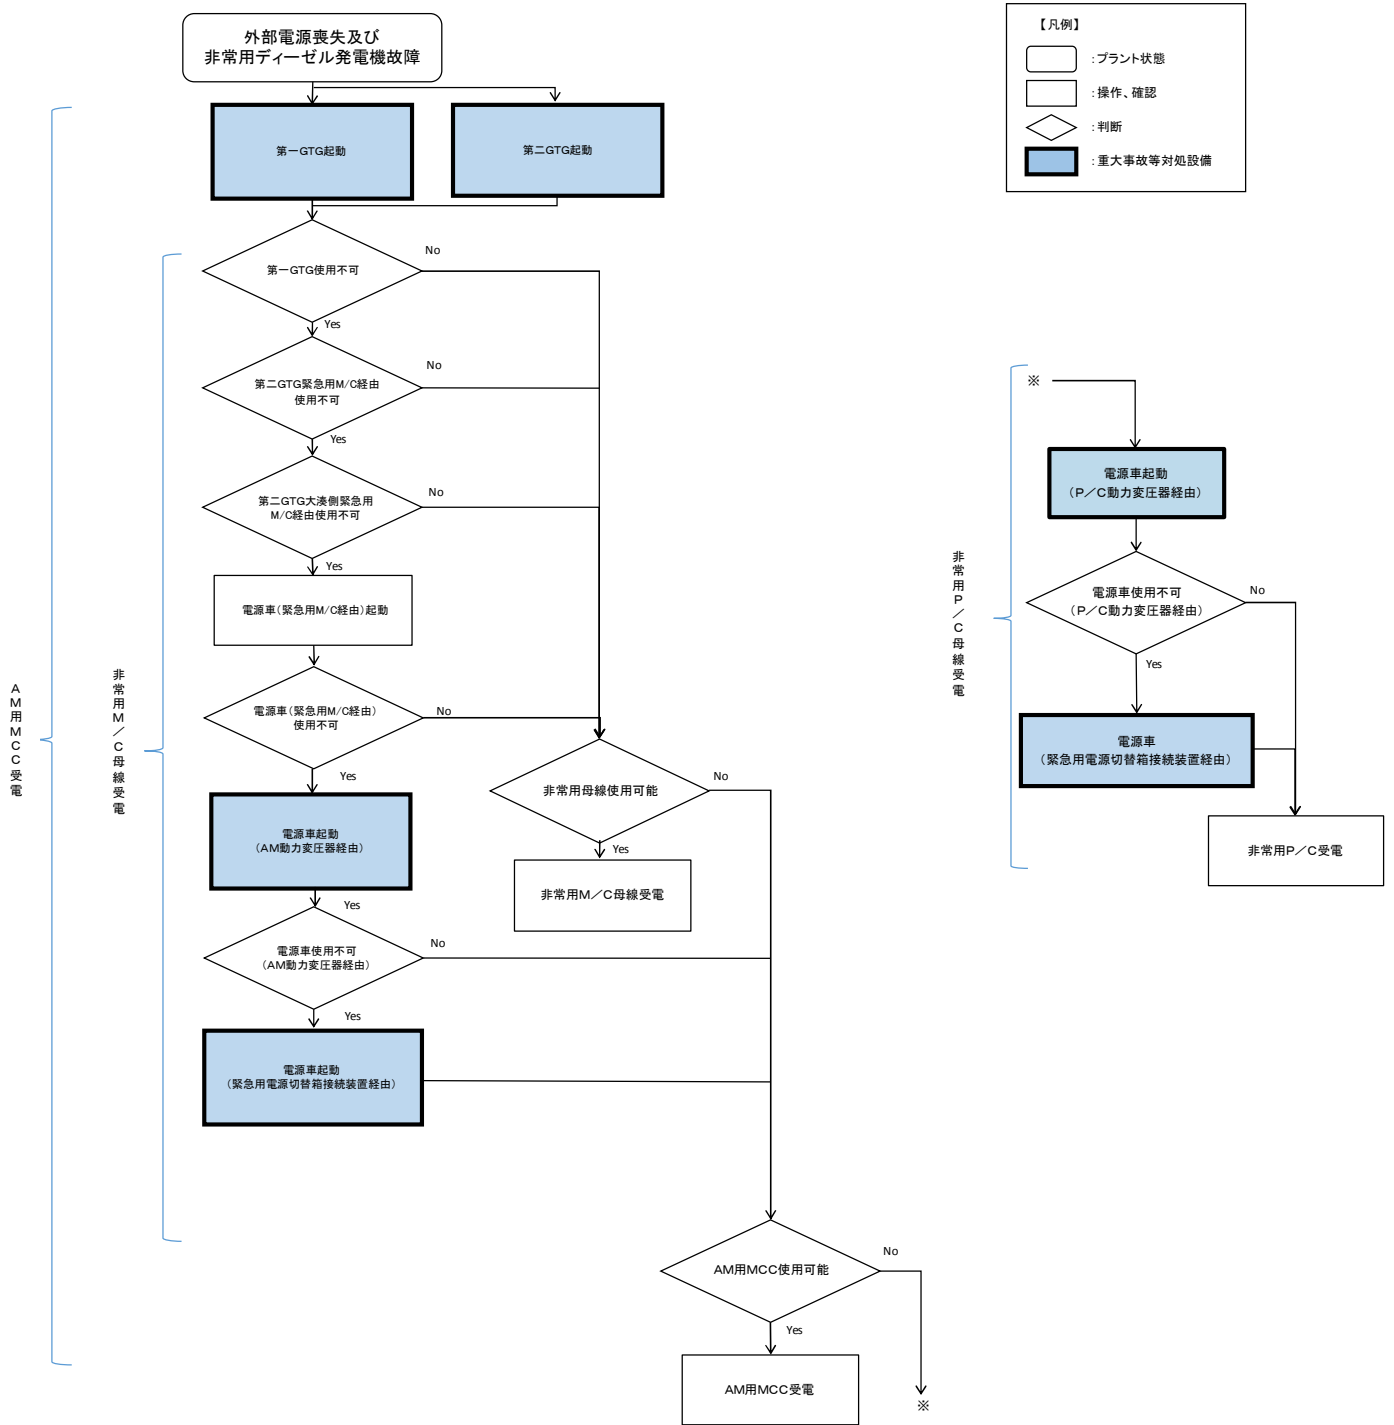 外部電源喪失及び
非常用ディーゼル発電機故障
【凡例】
：プラント状態
：操作、確認
：判断
：重大事故等対処設備
第一GTG起動
第二GTG起動
第一GTG使用不可
No
Yes
第二GTG緊急用M/C経由
使用不可
No
Yes
第二GTG大湊側緊急用
M/C経由使用不可
No
Yes
電源車（緊急用M/C経由）起動
電源車（緊急用M/C経由）
使用不可
No
Yes
電源車起動
（AM動力変圧器経由）
Yes
電源車使用不可
（AM動力変圧器経由）
No
Yes
電源車起動
（緊急用電源切替箱接続装置経由）
非常用母線使用可能
No
Yes
非常用M／C母線受電
AM用MCC使用可能
No
Yes
AM用MCC受電
※
AM用MCC受電
非常用M／C母線受電
非常用P／C母線受電
※
電源車起動
（P／C動力変圧器経由）
電源車使用不可
（P／C動力変圧器経由）
No
Yes
電源車
（緊急用電源切替箱接続装置経由）
非常用P／C受電